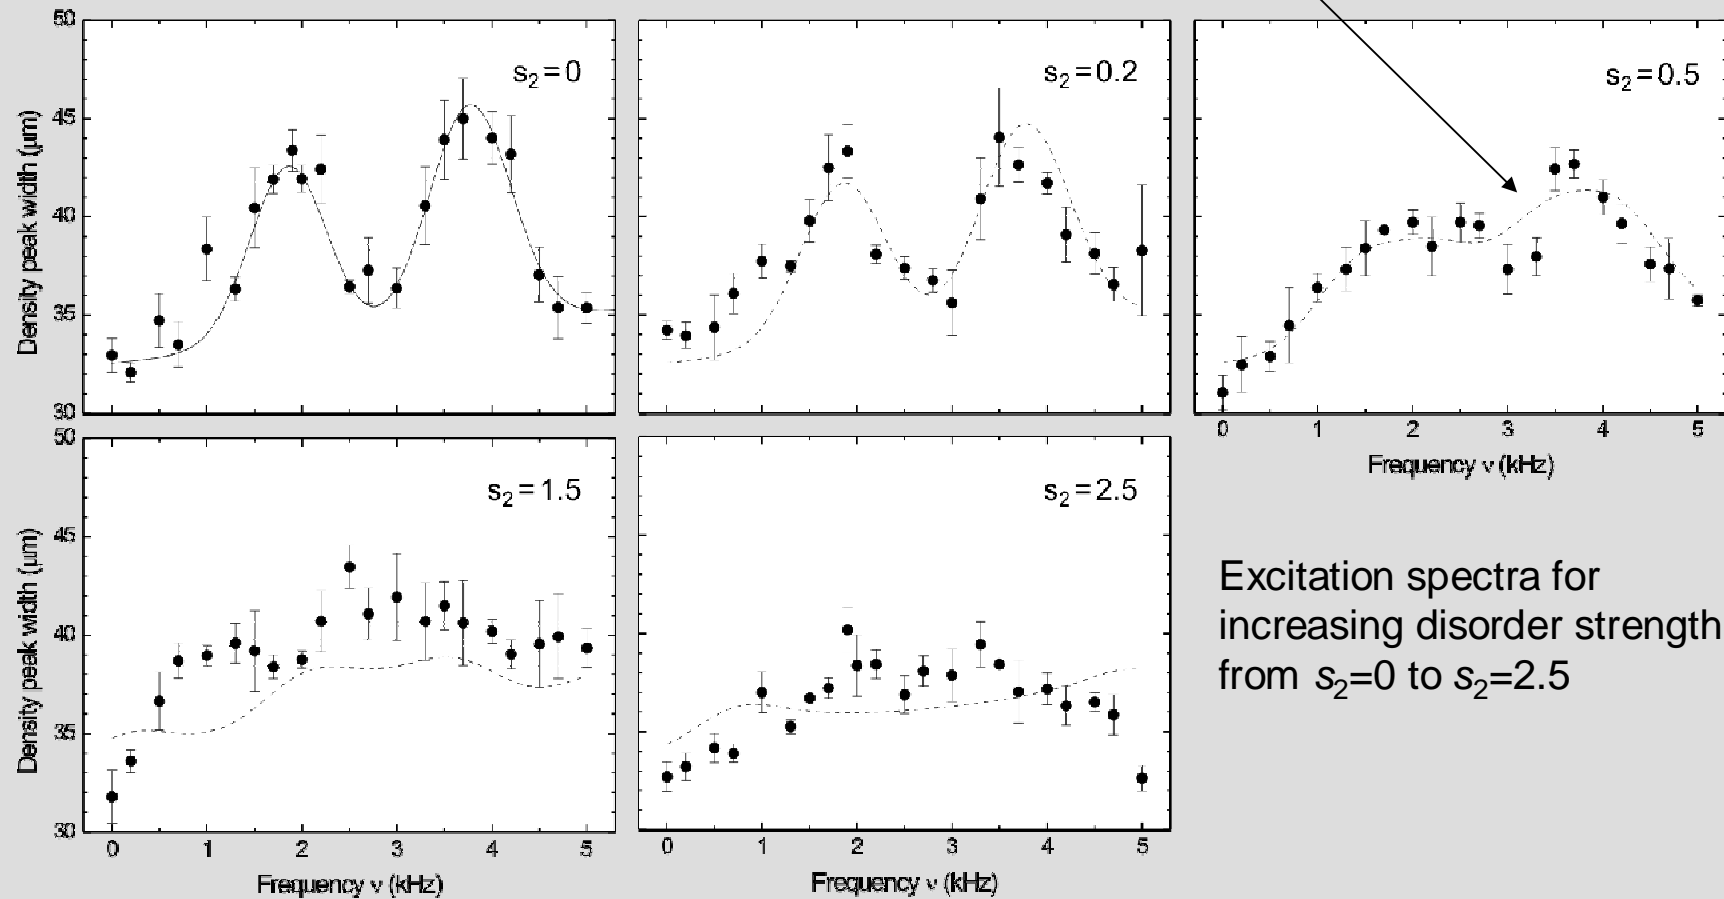 50
45
40
35
30
Density peak width (μm)
s₂=0
s₂=0.2
s₂=0.5
0 1 2 3 4 5
Frequency ν (kHz)
50
45
40
35
30
Density peak width (μm)
s₂=1.5
s₂=2.5
Excitation spectra for
increasing disorder strength
from s₂=0 to s₂=2.5
0 1 2 3 4 5
0 1 2 3 4 5
Frequency ν (kHz)
Frequency ν (kHz)